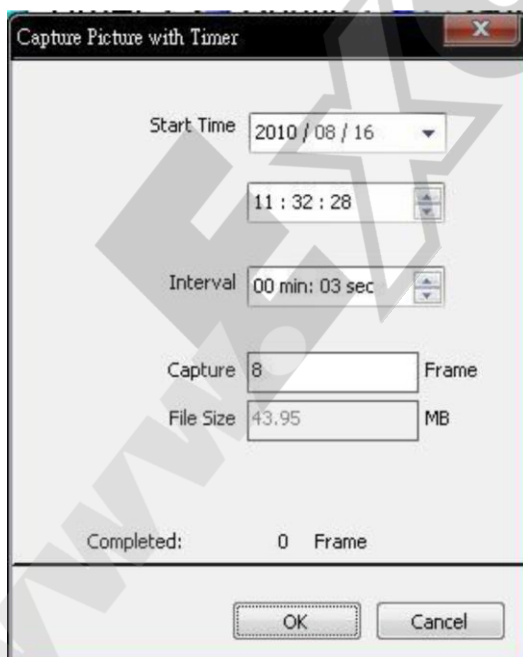 Capture Picture with Timer
Start Time 2010 / 08 / 16
11 : 32 : 28
Interval 00 min: 03 sec
Capture 8 Frame
File Size 43.95 MB
Completed: 0 Frame
OK Cancel